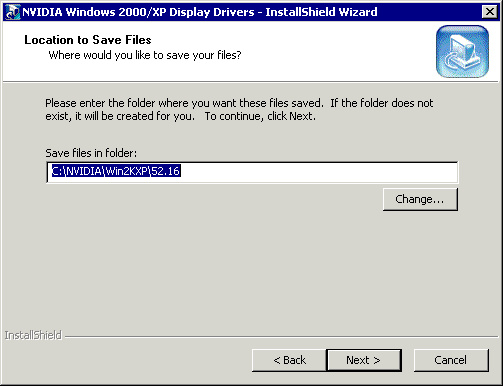 NVIDIA Windows 2000/XP Display Drivers - InstallShield Wizard
Location to Save Files
Where would you like to save your files?
Please enter the folder where you want these files saved. If the folder does not
exist, it will be created for you. To continue, click Next.
Save files in folder:
C:\NVIDIA\Win2KXP\52.16
Change...
InstallShield
< Back
Next >
Cancel